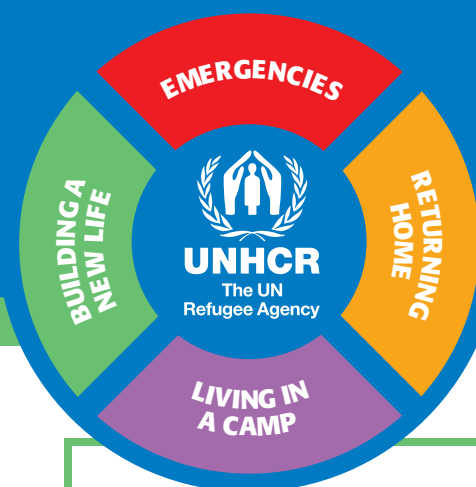 EMERGENCIES
BUILDING A
NEW LIFE
RETURNING
HOME
UNHCR
The UN
Refugee Agency
LIVING IN
A CAMP